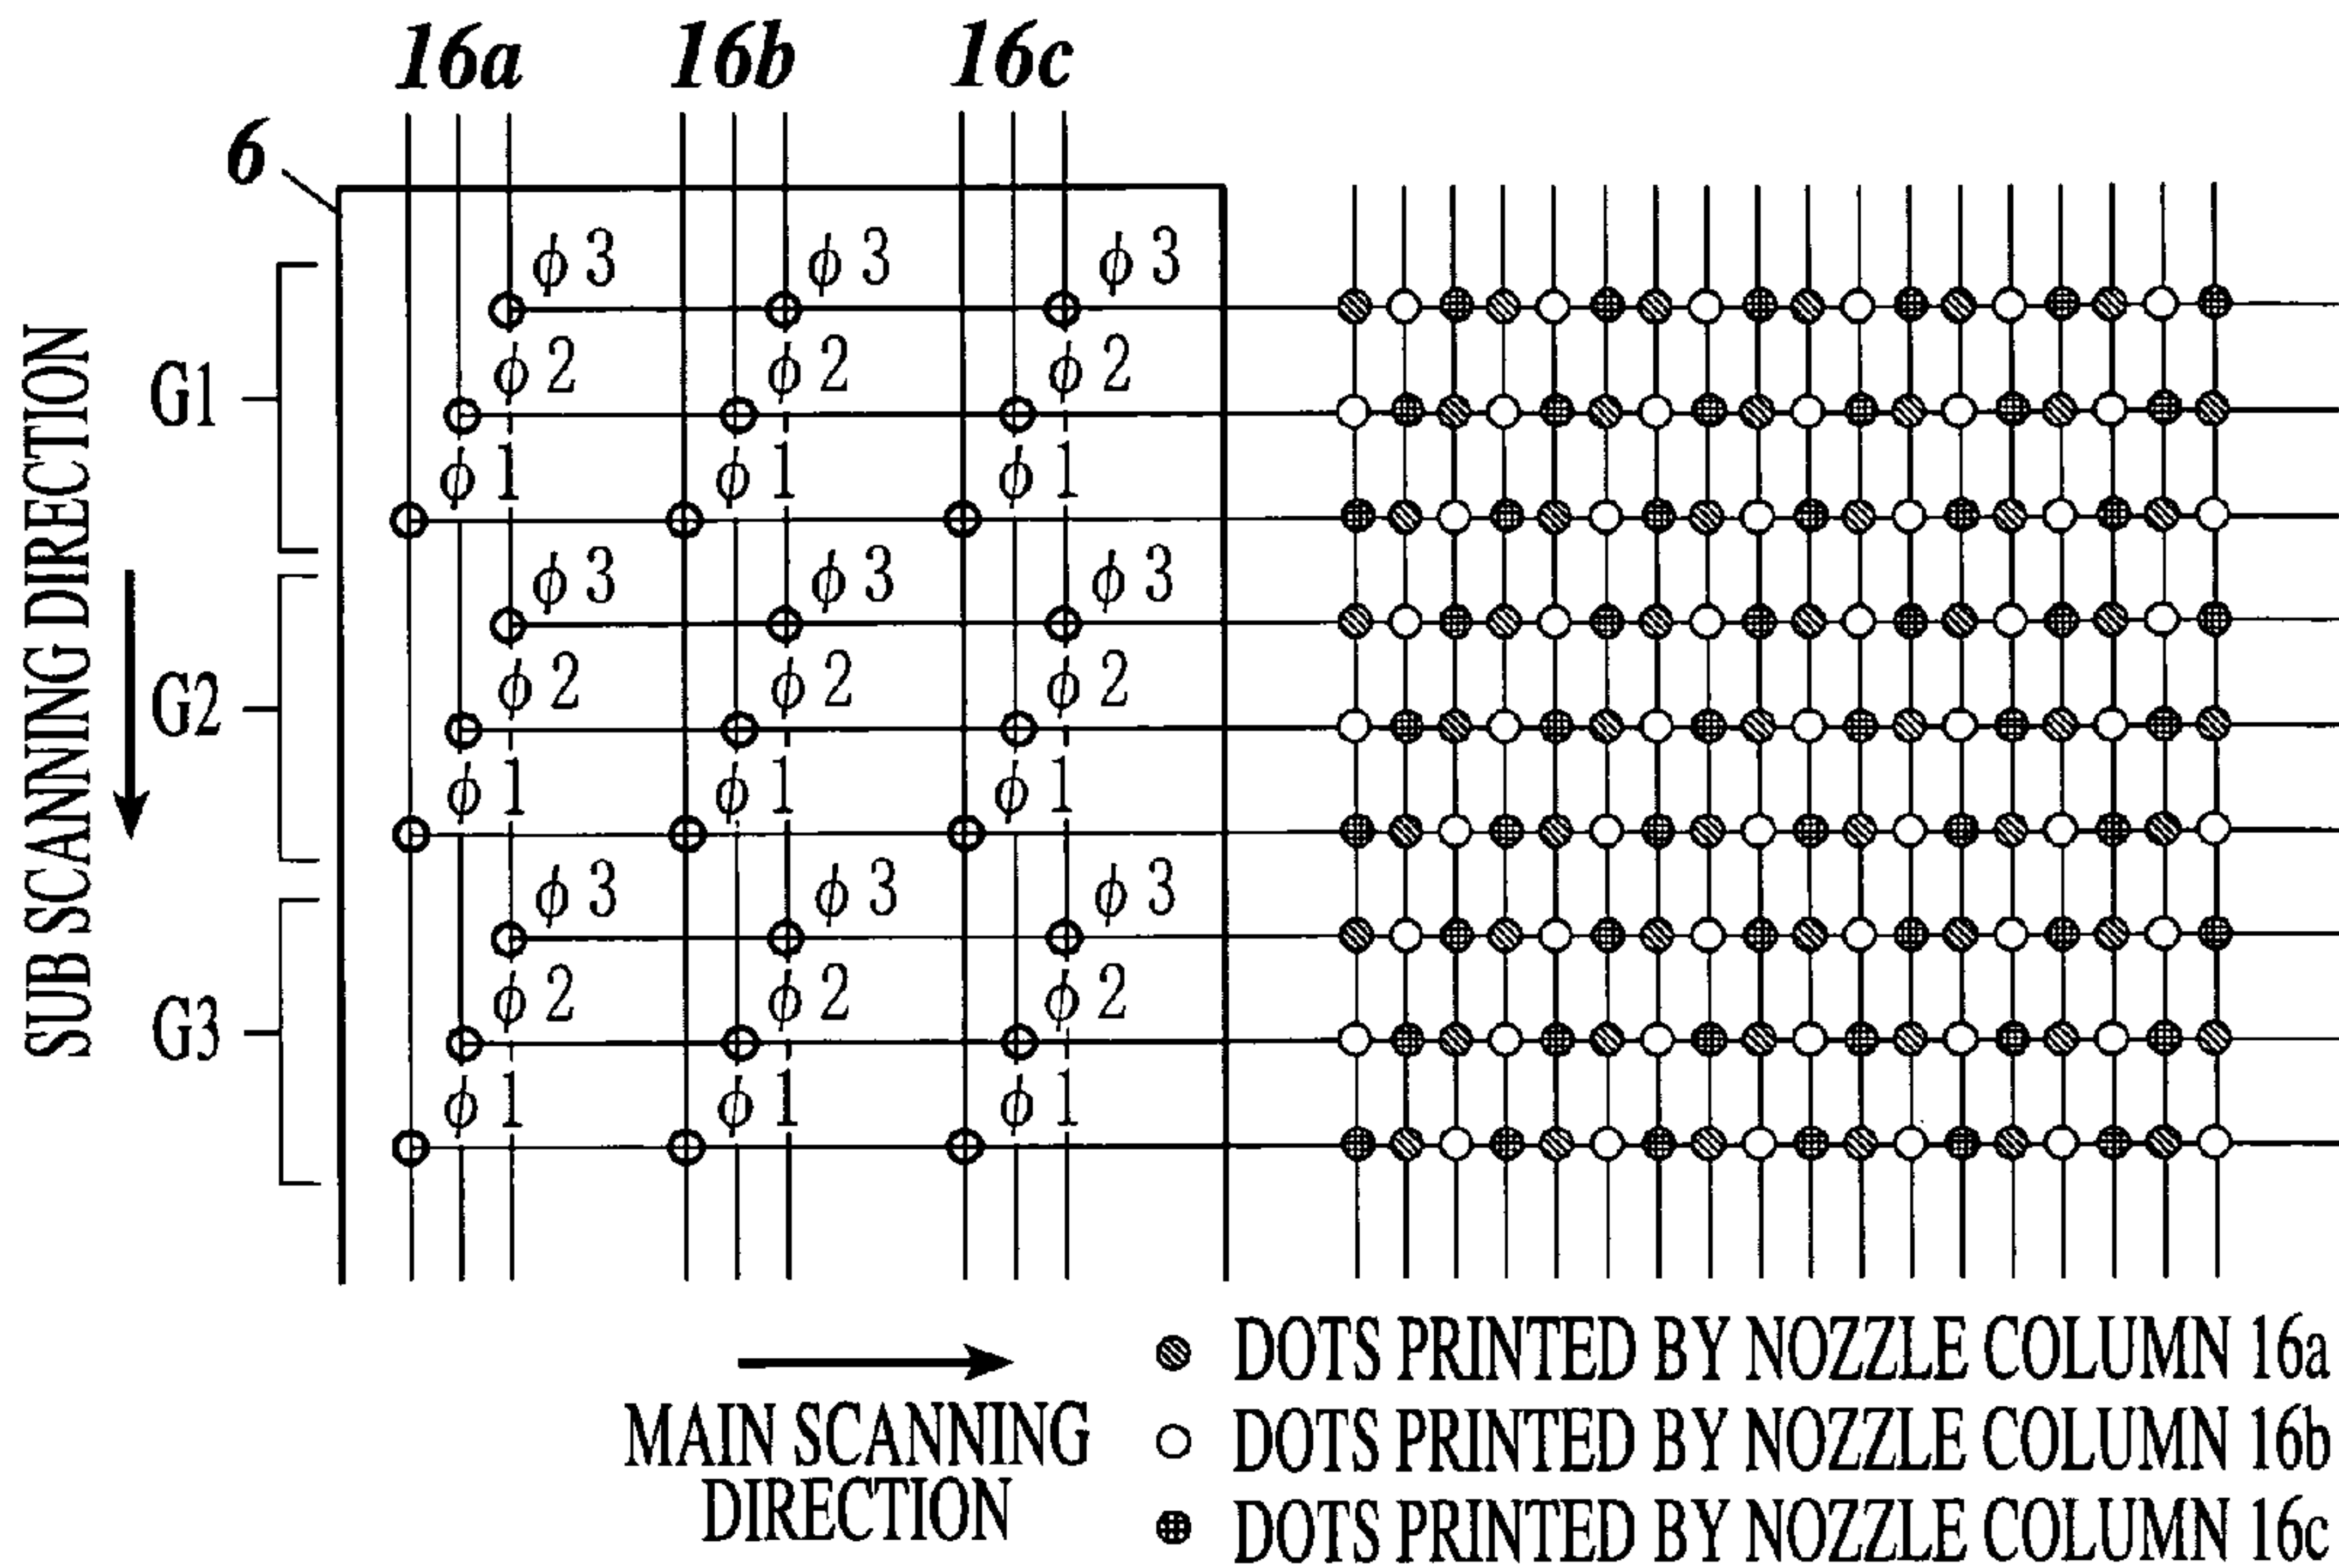 16a 16b 16c
6
φ3 φ3 φ3
φ2 φ2 φ2
G1
φ1 φ1 φ1
φ3 φ3 φ3
φ2 φ2 φ2
G2
φ1 φ1 φ1
φ3 φ3 φ3
φ2 φ2 φ2
G3
φ1 φ1 φ1
SUB SCANNING DIRECTION
MAIN SCANNING
DIRECTION
DOTS PRINTED BY NOZZLE COLUMN 16a
DOTS PRINTED BY NOZZLE COLUMN 16b
DOTS PRINTED BY NOZZLE COLUMN 16c